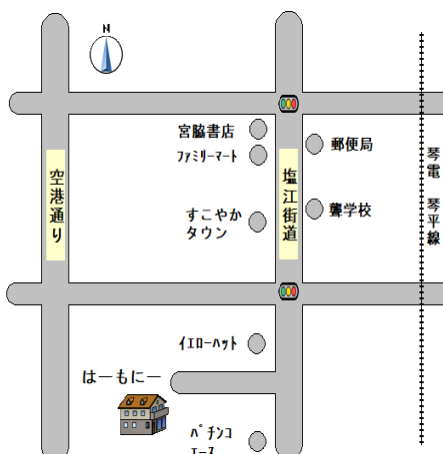 N
宮脇書店
ﾌｧﾐﾘｰﾏｰﾄ
郵便局
空港通り
塩江街道
琴電 琴平線
すこやか
タウン
聾学校
ｲｴﾛｰﾊｯﾄ
はーもにー
ﾊﾟﾁﾝｺ
ｴｰｽ